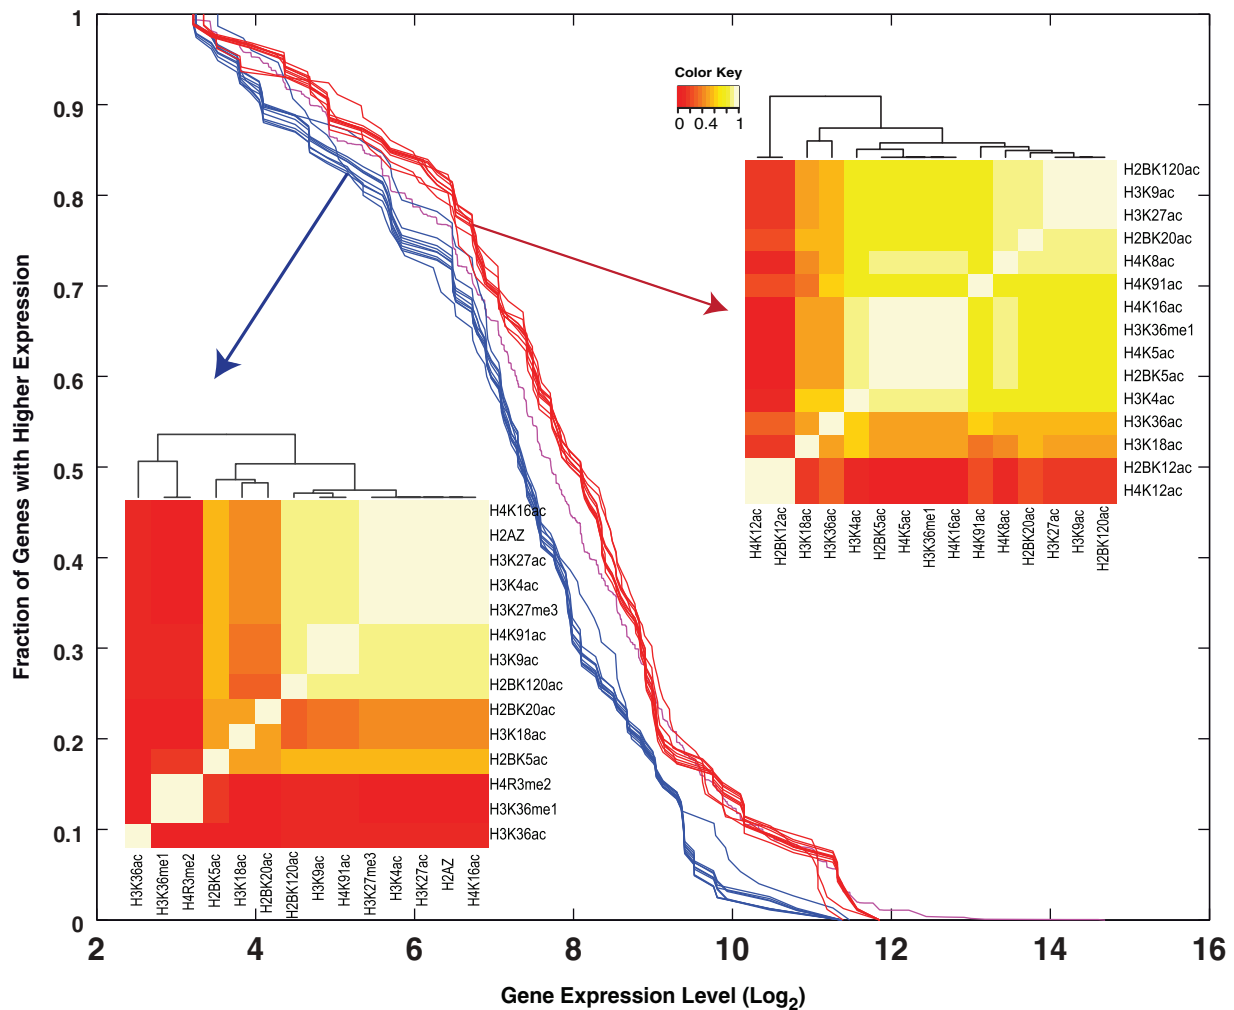 1
0.9
0.8
0.7
0.6
0.5
0.4
0.3
0.2
0.1
0
Fraction of Genes with Higher Expression
2 4 6 8 10 12 14 16
Gene Expression Level (Log2)
Color Key
0 0.4 1
H2BK120ac
H3K9ac
H3K27ac
H2BK20ac
H4K8ac
H4K91ac
H4K16ac
H3K36me1
H4K5ac
H2BK5ac
H3K4ac
H3K36ac
H3K18ac
H2BK12ac
H4K12ac
H4K12ac
H2BK12ac
H3K18ac
H3K36ac
H3K4ac
H2BK5ac
H4K5ac
H3K36me1
H4K16ac
H4K91ac
H4K8ac
H2BK20ac
H3K27ac
H3K9ac
H2BK120ac
H4K16ac
H2AZ
H3K27ac
H3K4ac
H3K27me3
H4K91ac
H3K9ac
H2BK120ac
H2BK20ac
H3K18ac
H2BK5ac
H4R3me2
H3K36me1
H3K36ac
H3K36ac
H3K36me1
H4R3me2
H2BK5ac
H3K18ac
H2BK20ac
H2BK120ac
H3K9ac
H4K91ac
H3K27me3
H3K4ac
H3K27ac
H2AZ
H4K16ac